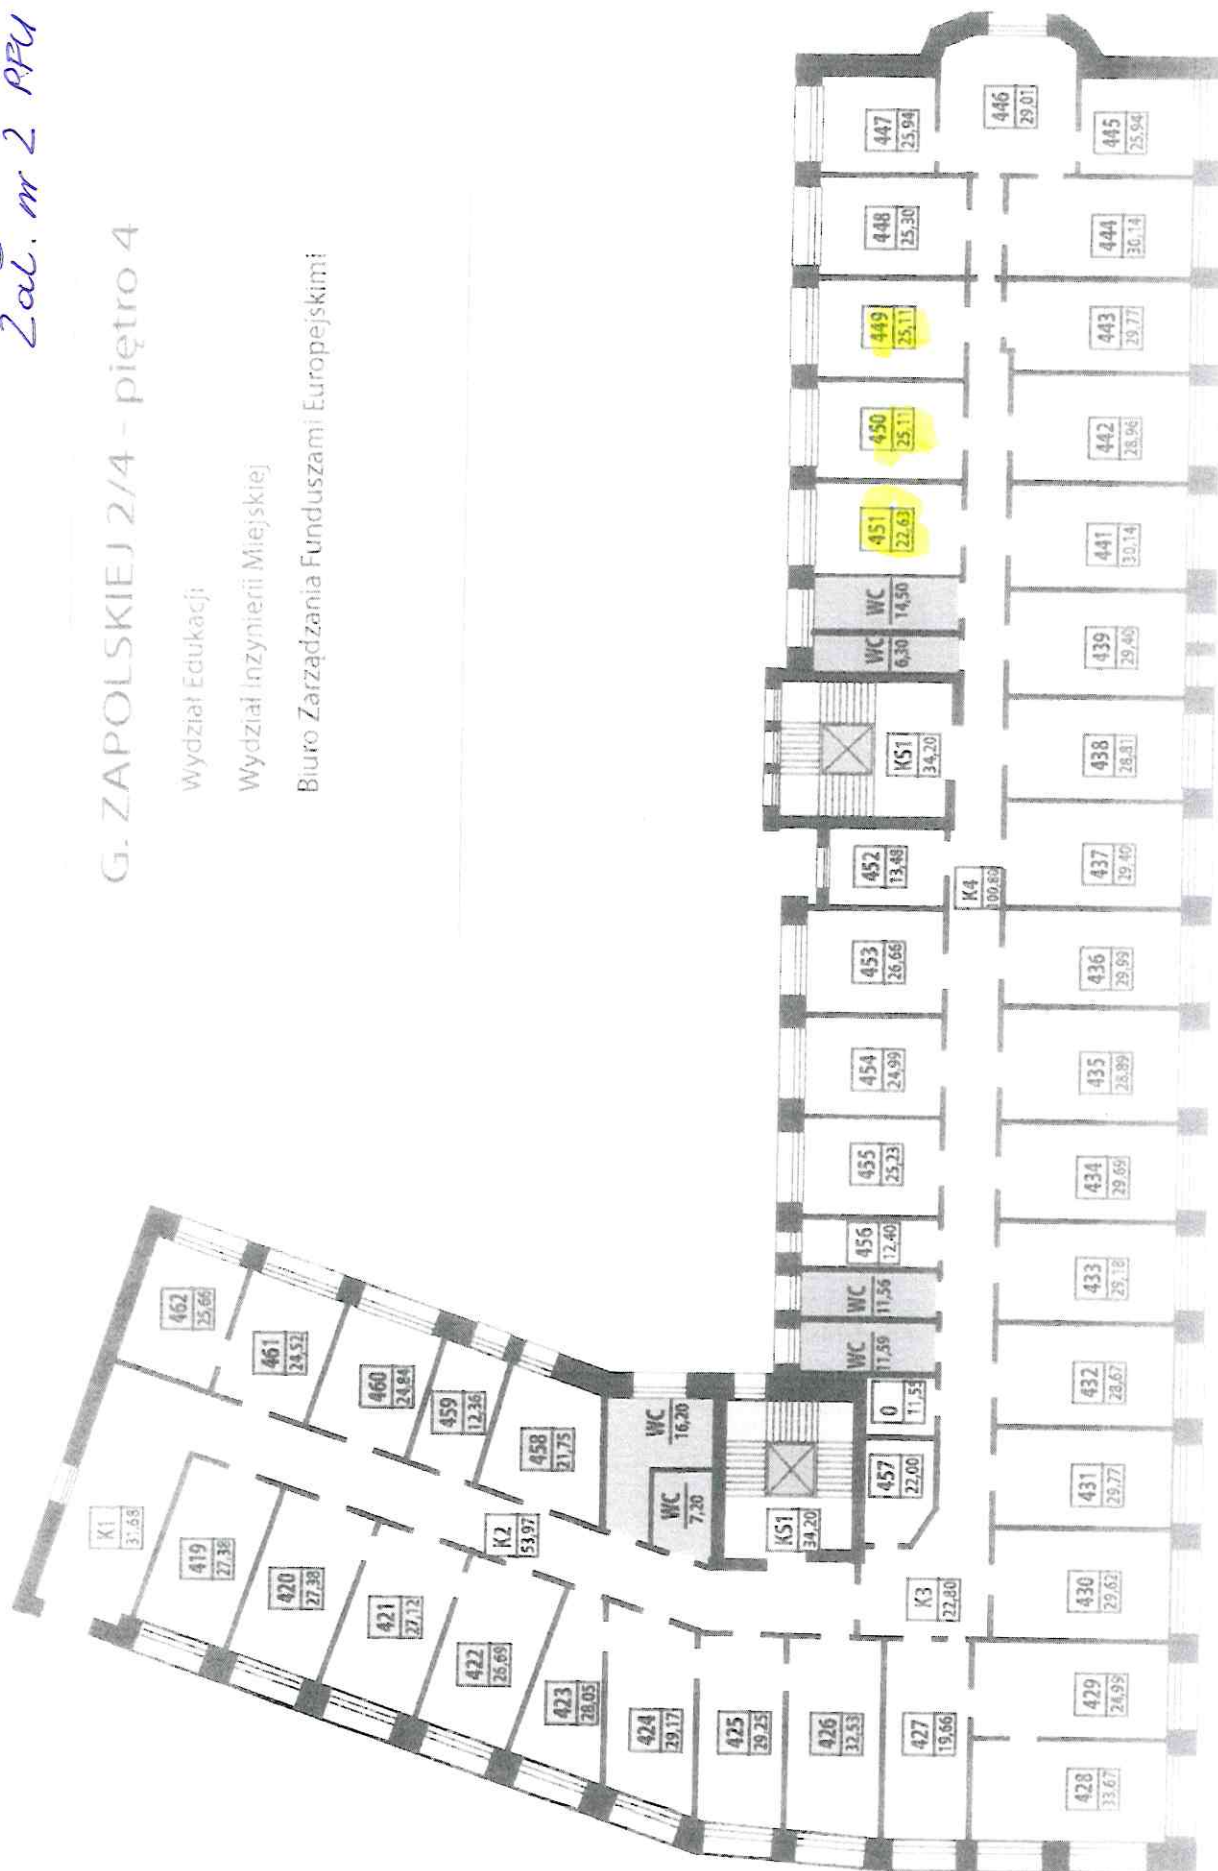 Zał. nr 2 PFU
G. ZAPOLSKIEJ 2/4 - piętro 4
Wydział Edukacji
Wydział Inżynierii Miejskiej
Biuro Zarządzania Funduszami Europejskimi
K1 31,68
462 25,66
461 24,52
460 24,84
459 12,36
458 21,75
WC 16,20
WC 7,20
KS1 34,20
419 27,38
420 27,38
421 27,12
422 26,69
423 28,05
424 29,17
425 29,25
426 32,53
427 19,66
428 33,67
429 24,99
K2 53,97
K3 22,80
457 22,00
O 11,53
WC 11,59
WC 11,56
456 12,40
455 25,23
454 24,99
453 26,66
452 13,48
KS1 34,20
WC 6,30
WC 14,50
451 22,63
450 25,11
449 25,11
448 25,30
447 25,94
446 29,01
445 25,94
K4 100,80
430 29,62
431 29,77
432 28,67
433 29,18
434 29,69
435 28,89
436 29,99
437 29,40
438 28,81
439 29,40
441 30,14
442 28,96
443 29,77
444 30,14